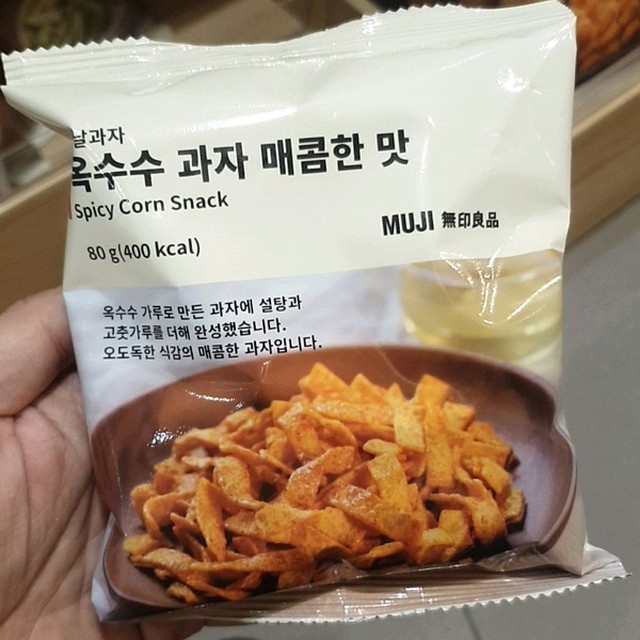 날과자
옥수수 과자 매콤한 맛
Spicy Corn Snack
80 g(400 kcal)
MUJI 無印良品
옥수수 가루로 만든 과자에 설탕과
고춧가루를 더해 완성했습니다.
오도독한 식감의 매콤한 과자입니다.